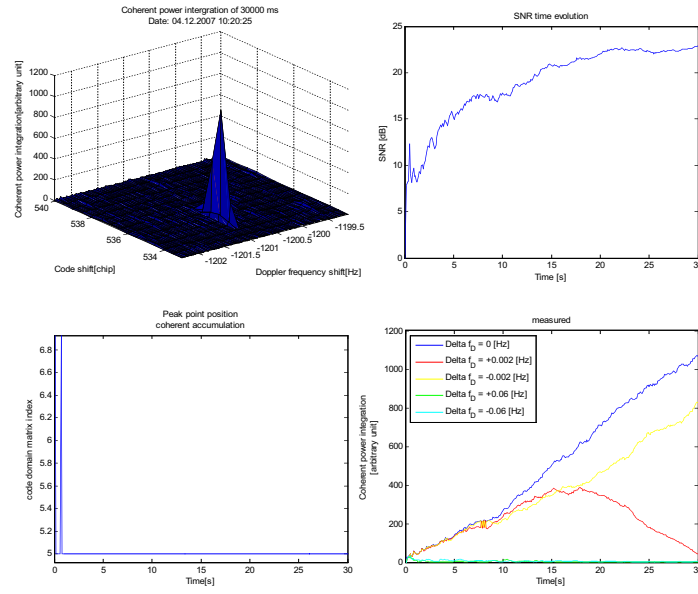 Coherent power intergration of 30000 ms
Date: 04.12.2007 10:20:25
Coherent power integration[arbitrary unit]
1200
1000
800
600
400
200
0
540
538
536
534
Code shift[chip]
-1202
-1201.5
-1201
-1200.5
-1200
-1199.5
Doppler frequency shift[Hz]
SNR time evolution
SNR [dB]
25
20
15
10
5
0
0 5 10 15 20 25 30
Time [s]
Peak point position
coherent accumulation
code domain matrix index
6.8
6.6
6.4
6.2
6
5.8
5.6
5.4
5.2
5
0 5 10 15 20 25 30
Time[s]
measured
Coherent power integration
[arbitrary unit]
1200
1000
800
600
400
200
0
Delta f_D = 0 [Hz]
Delta f_D = +0.002 [Hz]
Delta f_D = -0.002 [Hz]
Delta f_D = +0.06 [Hz]
Delta f_D = -0.06 [Hz]
0 5 10 15 20 25 30
Time[s]